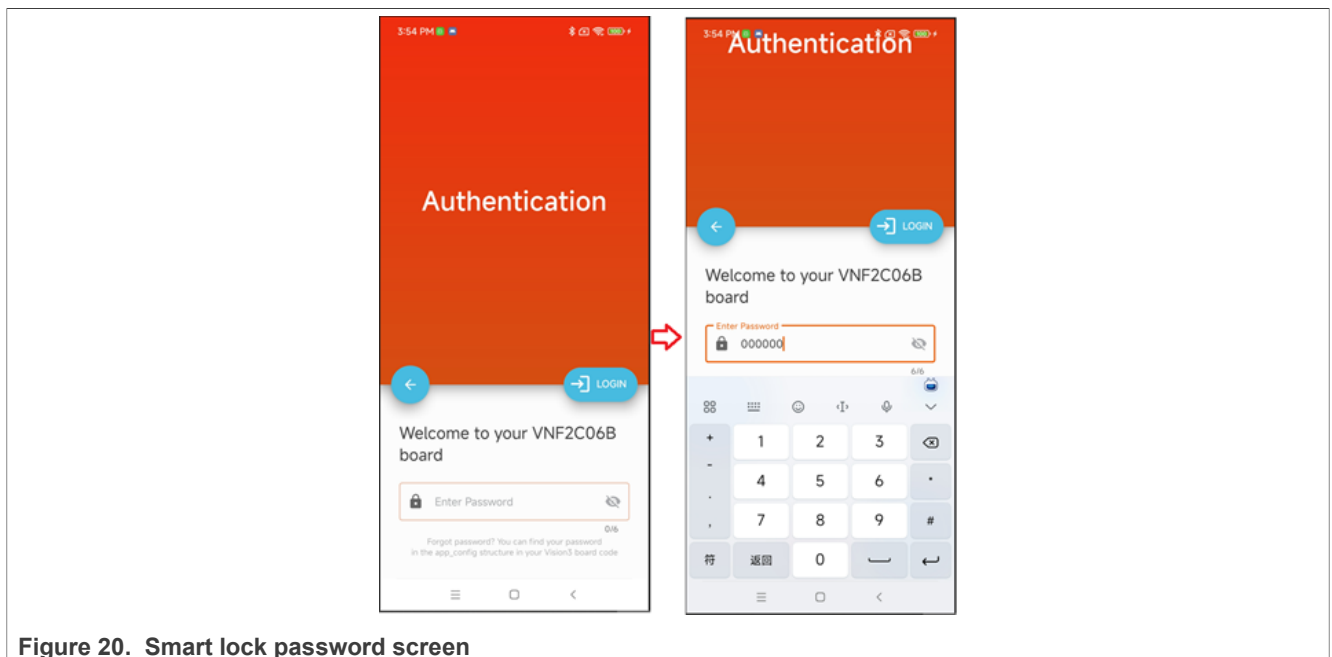 3:54 PM
Authentication
LOGIN
Welcome to your VNF2C06B
board
Enter Password
0/6
Forgot password? You can find your password
in the app_config structure in your Vision3 board code
3:54 PM
Authentication
LOGIN
Welcome to your VNF2C06B
board
Enter Password
000000
6/6
+ 1 2 3
- 4 5 6 .
. 7 8 9 #
,
符 返回 0
Figure 20. Smart lock password screen